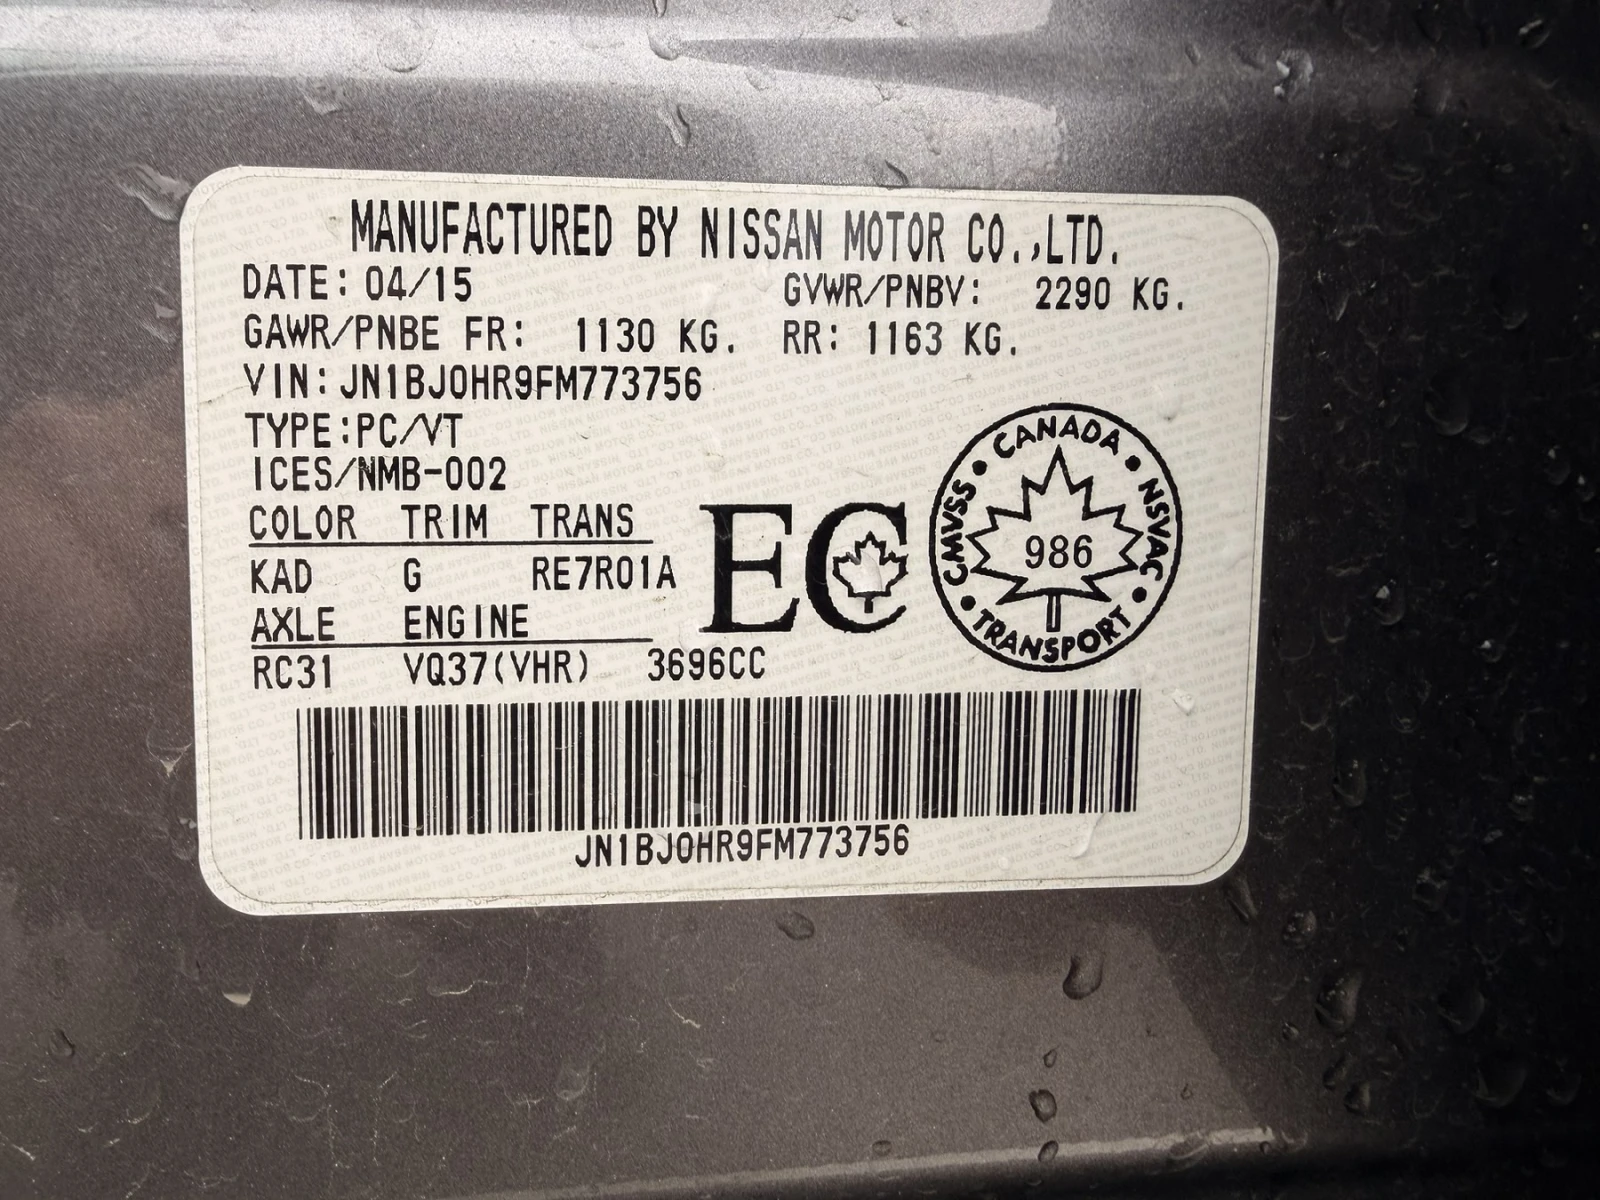 MANUFACTURED BY NISSAN MOTOR CO.,LTD.
DATE: 04/15 GVWR/PNBV: 2290 KG.
GAWR/PNBE FR: 1130 KG. RR: 1163 KG.
VIN: JN1BJ0HR9FM773756
TYPE:PC/VT
ICES/NMB-002
COLOR TRIM TRANS
KAD G RE7R01A
AXLE ENGINE
RC31 VQ37(VHR) 3696CC
EC
CANADA • NSVAC • TRANSPORT • CMVSS •
986
JN1BJ0HR9FM773756